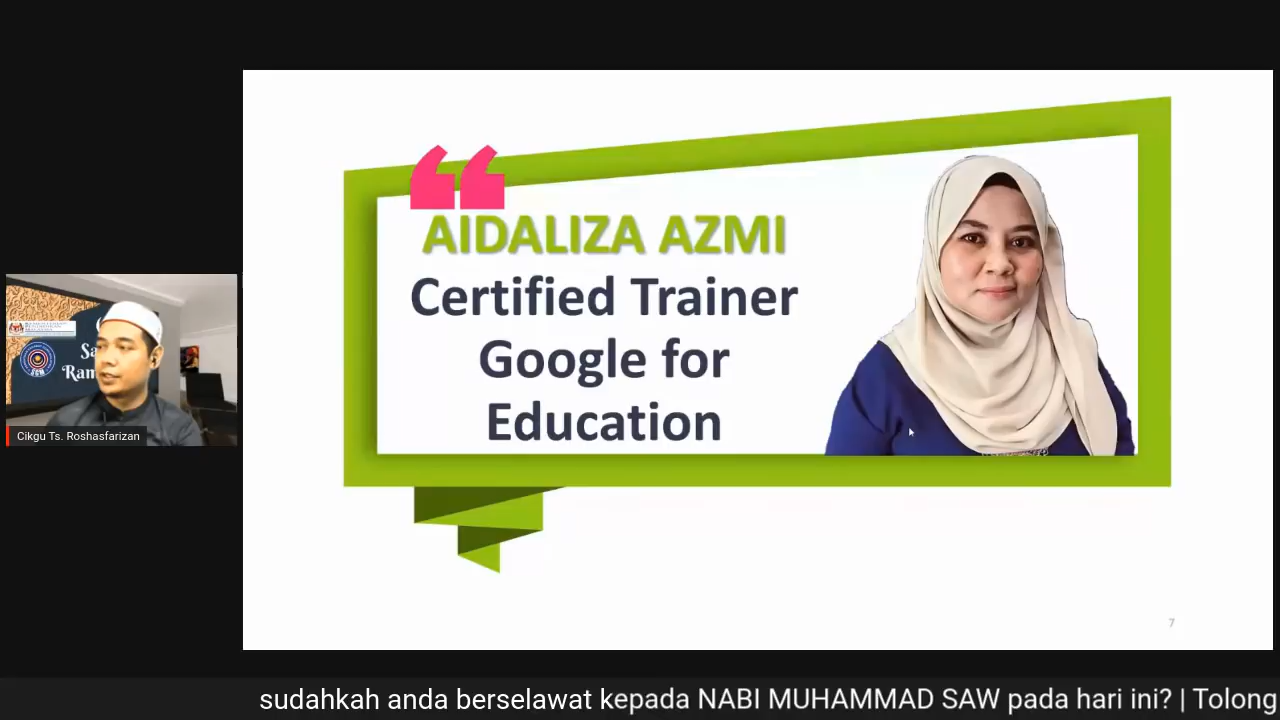 AIDALIZA AZMI
Certified Trainer
Google for
Education
Cikgu Ts. Roshasfarizan
7
sudahkah anda berselawat kepada NABI MUHAMMAD SAW pada hari ini? | Tolong